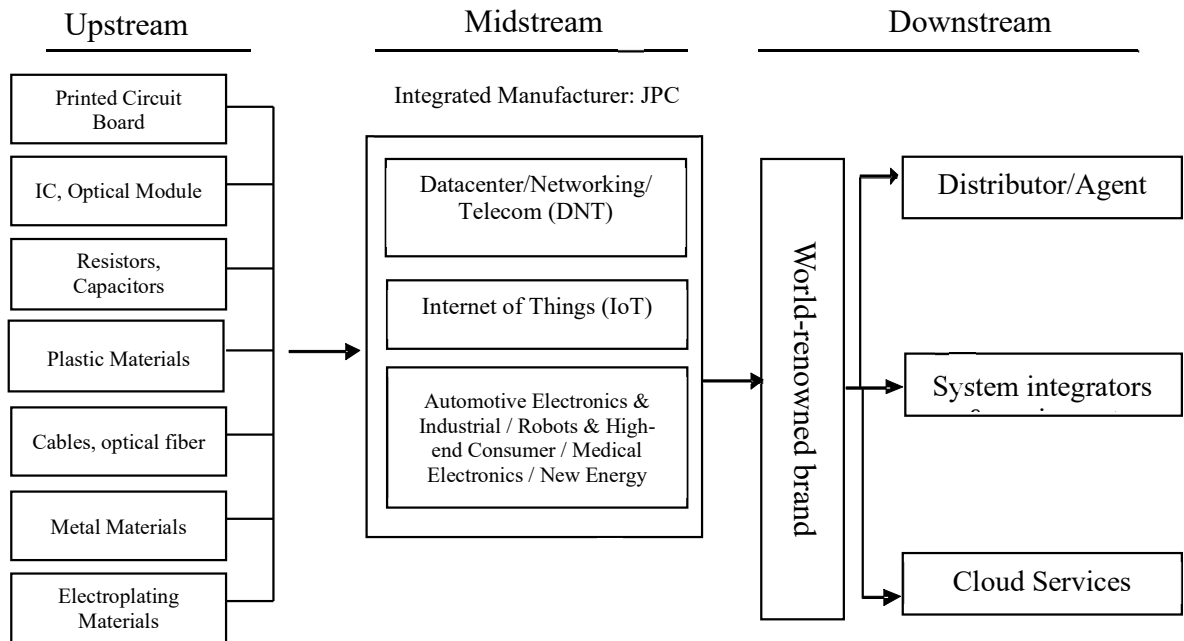 Upstream
Midstream
Downstream
Integrated Manufacturer: JPC
Printed Circuit
Board
IC, Optical Module
Resistors,
Capacitors
Plastic Materials
Cables, optical fiber
Metal Materials
Electroplating
Materials
Datacenter/Networking/
Telecom (DNT)
Internet of Things (IoT)
Automotive Electronics &
Industrial / Robots & High-
end Consumer / Medical
Electronics / New Energy
World-renowned brand
Distributor/Agent
System integrators
Cloud Services